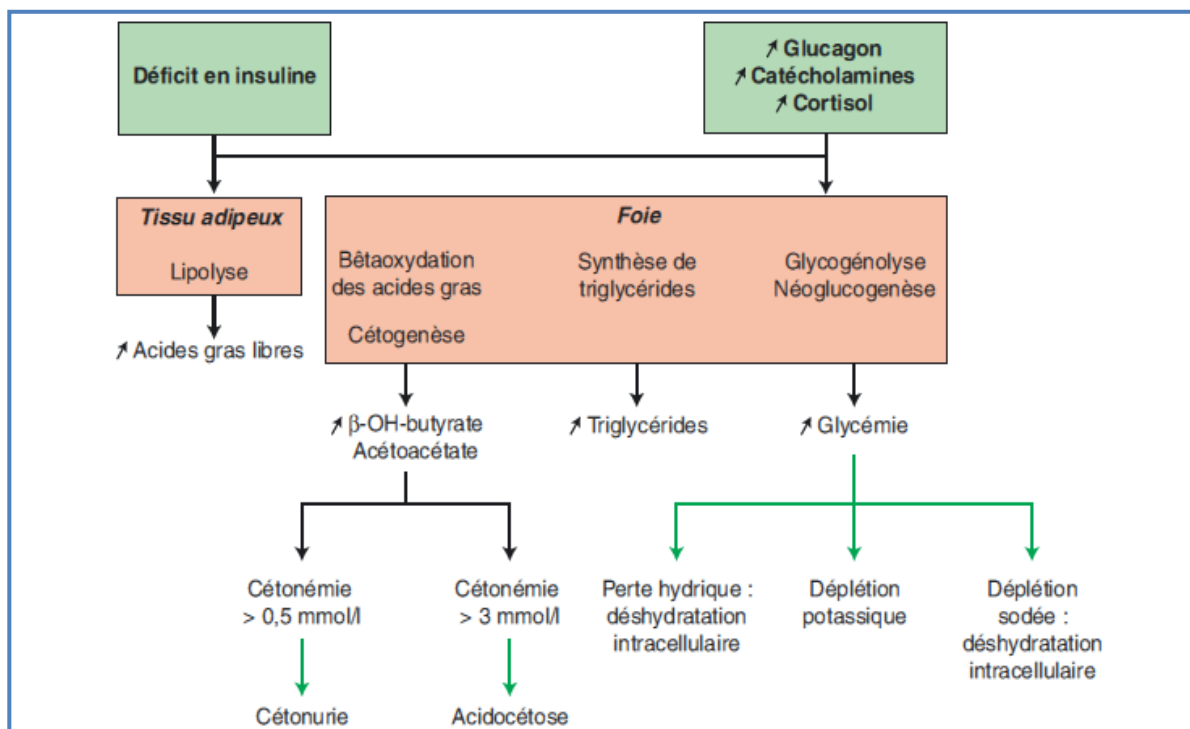 Déficit en insuline
↗ Glucagon
↗ Catécholamines
↗ Cortisol
Tissu adipeux
Lipolyse
Foie
Bêtaoxydation
des acides gras
Cétogenèse
Synthèse de
triglycérides
Glycogénolyse
Néoglucogenèse
↗ Acides gras libres
↗ β-OH-butyrate
Acétoacétate
↗ Triglycérides
↗ Glycémie
Cétonémie
> 0,5 mmol/l
Cétonémie
> 3 mmol/l
Perte hydrique :
déshydratation
intracellulaire
Déplétion
potassique
Déplétion
sodée :
déshydratation
intracellulaire
Cétonurie
Acidocétose